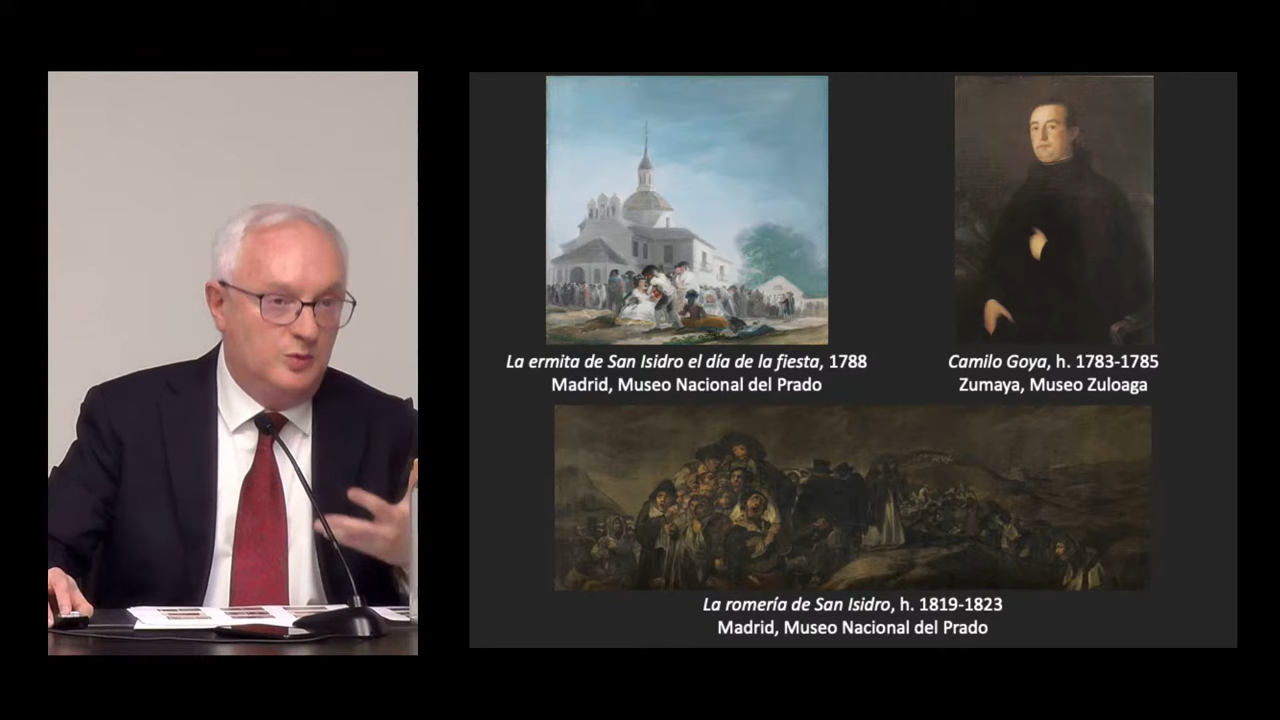 La ermita de San Isidro el día de la fiesta, 1788
Madrid, Museo Nacional del Prado
Camilo Goya, h. 1783-1785
Zumaya, Museo Zuloaga
La romería de San Isidro, h. 1819-1823
Madrid, Museo Nacional del Prado